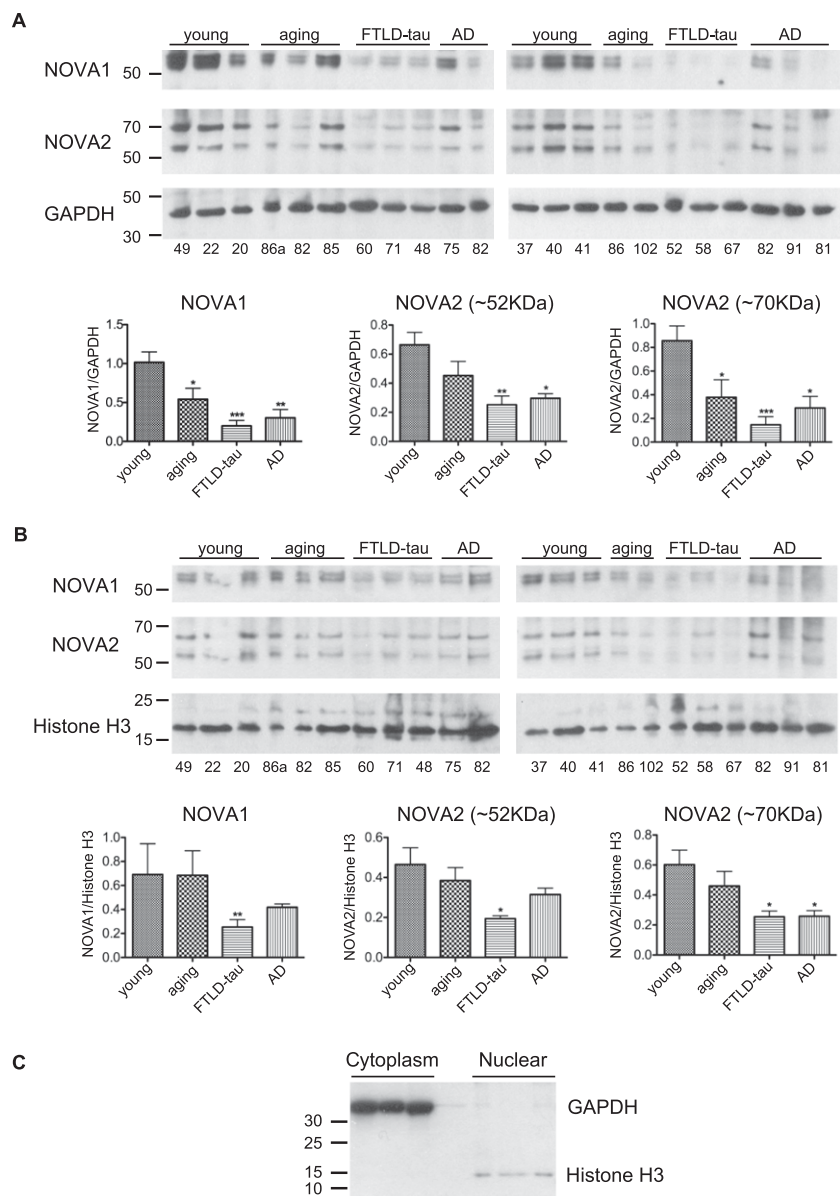 A
young aging FTLD-tau AD young aging FTLD-tau AD
NOVA1
50
NOVA2
70
50
GAPDH
50
30
49 22 20 86a 82 85 60 71 48 75 82 37 40 41 86 102 52 58 67 82 91 81
NOVA1 NOVA2 (~52KDa) NOVA2 (~70KDa)
NOVA1/GAPDH
1.5
1.0
0.5
0.0
* *** **
young aging FTLD-tau AD
NOVA2/GAPDH
0.8
0.6
0.4
0.2
0.0
** *
young aging FTLD-tau AD
NOVA2/GAPDH
1.0
0.8
0.6
0.4
0.2
0.0
* *** *
young aging FTLD-tau AD
B
young aging FTLD-tau AD young aging FTLD-tau AD
NOVA1
50
NOVA2
70
50
Histone H3
25
15
49 22 20 86a 82 85 60 71 48 75 82 37 40 41 86 102 52 58 67 82 91 81
NOVA1 NOVA2 (~52KDa) NOVA2 (~70KDa)
NOVA1/Histone H3
1.0
0.8
0.6
0.4
0.2
0.0
**
young aging FTLD-tau AD
NOVA2/Histone H3
0.6
0.4
0.2
0.0
*
young aging FTLD-tau AD
NOVA2/Histone H3
0.8
0.6
0.4
0.2
0.0
* *
young aging FTLD-tau AD
C
Cytoplasm Nuclear
GAPDH
30
25
15
Histone H3
10